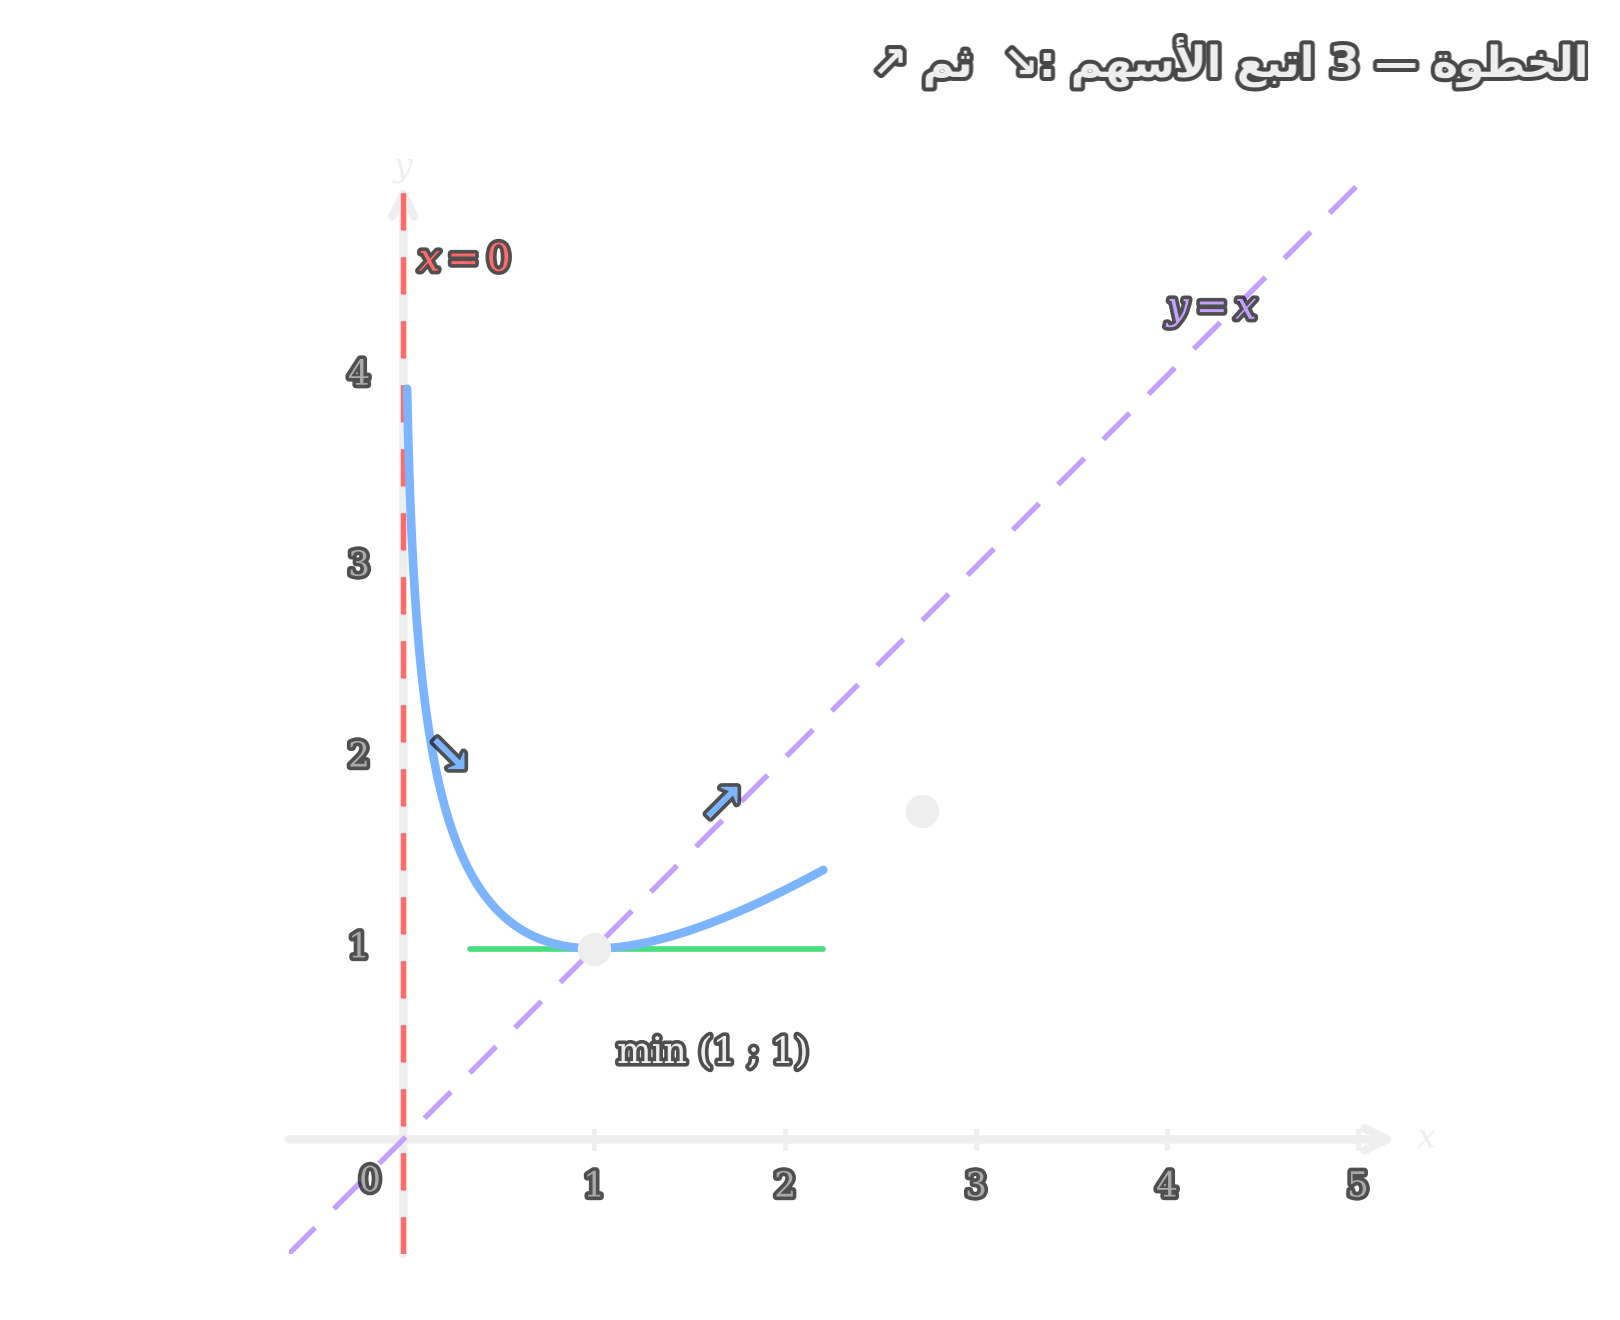 الخطوة — 3 اتبع الأسهم :↘ ثم ↗
y
x = 0
y = x
4
3
2
↘
↗
1
min (1 ; 1)
x
0
1
2
3
4
5